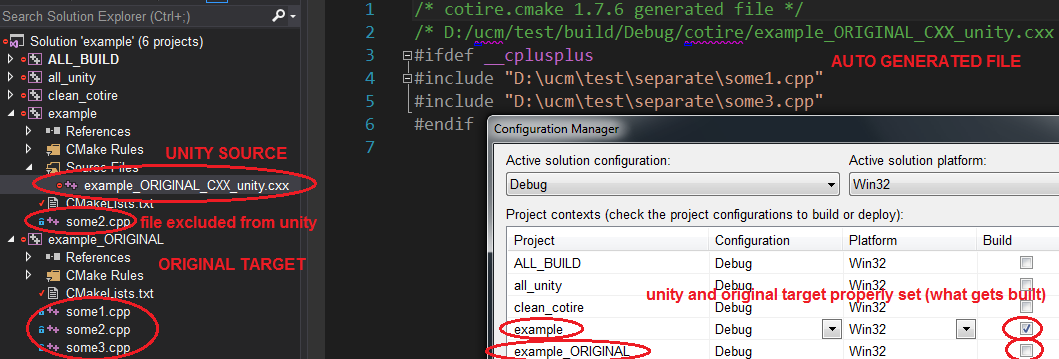 Search Solution Explorer (Ctrl+;)
Solution 'example' (6 projects)
ALL_BUILD
all_unity
clean_cotire
example
References
CMake Rules
UNITY SOURCE
Source Files
example_ORIGINAL_CXX_unity.cxx
CMakeLists.txt
some2.cpp file excluded from unity
example_ORIGINAL
References
ORIGINAL TARGET
CMake Rules
CMakeLists.txt
some1.cpp
some2.cpp
some3.cpp
1 /* cotire.cmake 1.7.6 generated file */
2 /* D:/ucm/test/build/Debug/cotire/example_ORIGINAL_CXX_unity.cxx
3 #ifdef __cplusplus
AUTO GENERATED FILE
4 #include "D:\ucm\test\separate\some1.cpp"
5 #include "D:\ucm\test\separate\some3.cpp"
6 #endif
7
Configuration Manager
Active solution configuration: Active solution platform:
Debug Win32
Project contexts (check the project configurations to build or deploy):
Project Configuration Platform Build
ALL_BUILD Debug Win32
all_unity Debug Win32
unity and original target properly set (what gets built)
clean_cotire Debug Win32
example Debug Win32
example_ORIGINAL Debug Win32